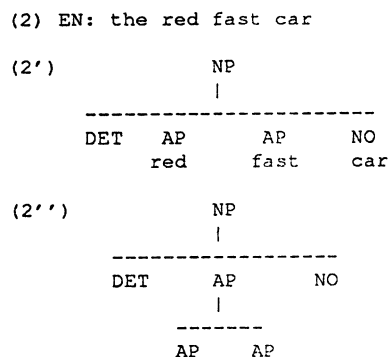 (2) EN: the red fast car
(2') NP
|
-----------------------
DET AP AP NO
red fast car
(2'') NP
|
------------------
DET AP NO
|
-------
AP AP